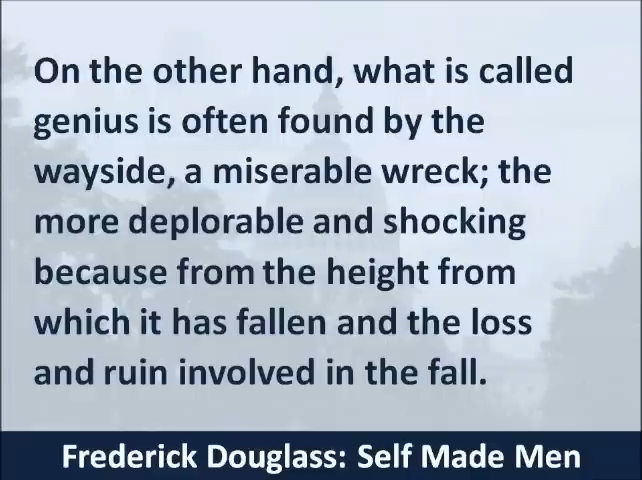 On the other hand, what is called
genius is often found by the
wayside, a miserable wreck; the
more deplorable and shocking
because from the height from
which it has fallen and the loss
and ruin involved in the fall.
Frederick Douglass: Self Made Men